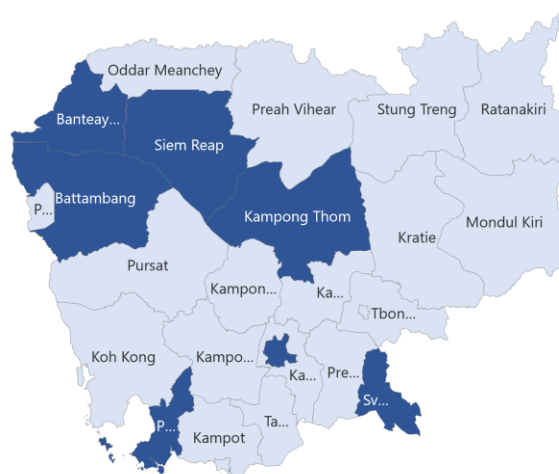 Oddar Meanchey
Stung Treng
Ratanakiri
Preah Vihear
Banteay...
Siem Reap
Battambang
P...
Kampong Thom
Mondul Kiri
Kratie
Pursat
Kampon...
Ka...
Tbon...
Koh Kong
Kampo...
Ka...
Pre...
Sv...
P...
Ta...
Kampot